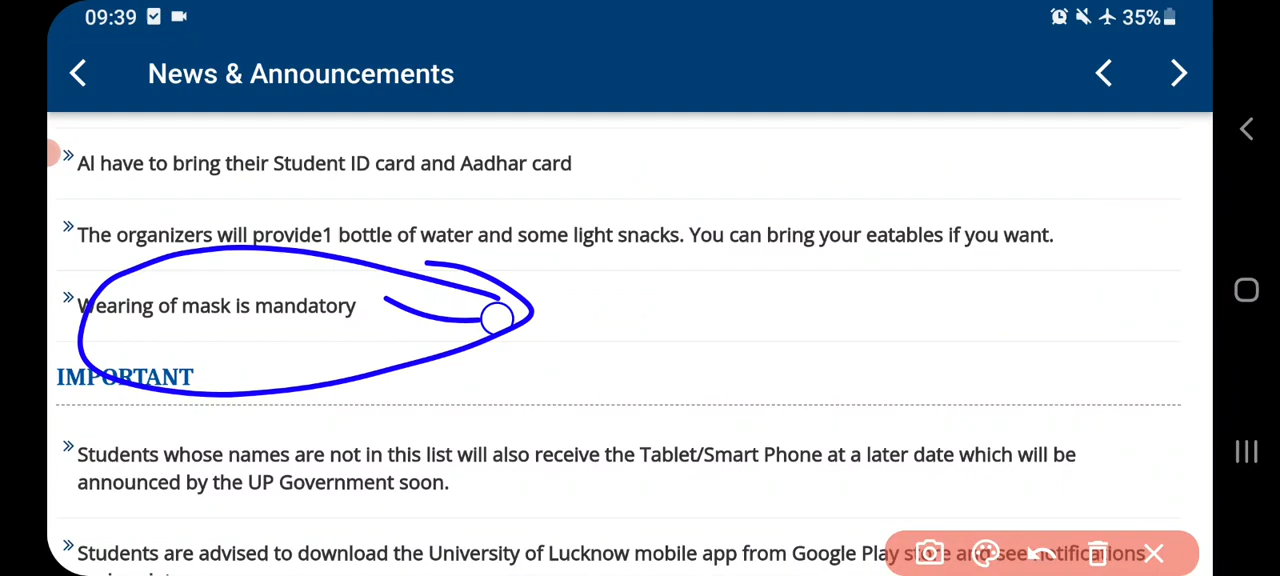 09:39
35%
News & Announcements
» Al have to bring their Student ID card and Aadhar card
» The organizers will provide1 bottle of water and some light snacks. You can bring your eatables if you want.
» Wearing of mask is mandatory
IMPORTANT
» Students whose names are not in this list will also receive the Tablet/Smart Phone at a later date which will be
announced by the UP Government soon.
» Students are advised to download the University of Lucknow mobile app from Google Play store and see notifications